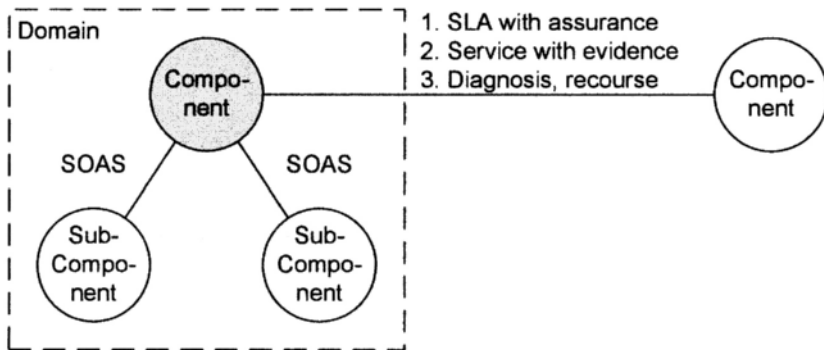 Domain
Compo-
nent
1. SLA with assurance
2. Service with evidence
3. Diagnosis, recourse
Compo-
nent
SOAS
SOAS
Sub-
Compo-
nent
Sub-
Compo-
nent